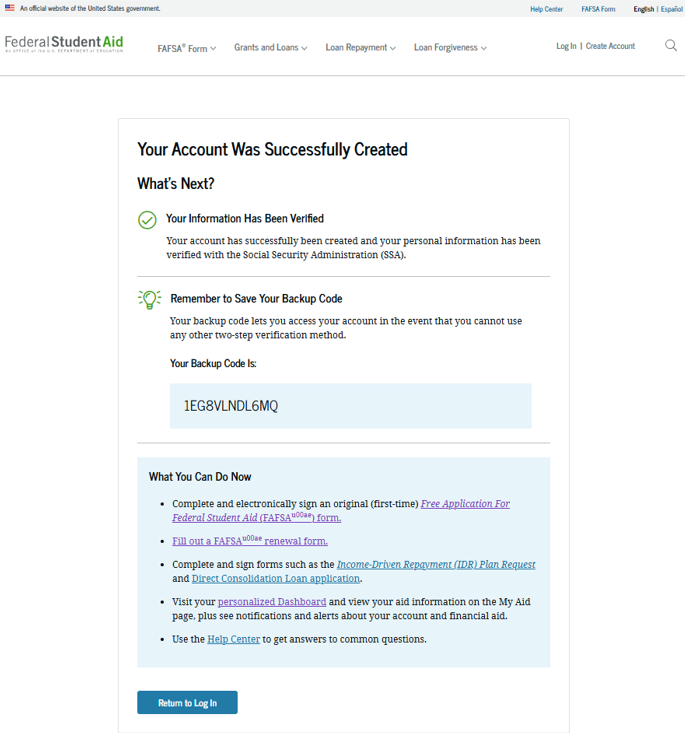 An official website of the United States government.
Help Center FAFSA Form English | Español
Federal Student Aid
AN OFFICE of the U.S. DEPARTMENT of EDUCATION
FAFSA® Form Grants and Loans Loan Repayment Loan Forgiveness Log In | Create Account
Your Account Was Successfully Created
What's Next?
Your Information Has Been Verified
Your account has successfully been created and your personal information has been
verified with the Social Security Administration (SSA).
Remember to Save Your Backup Code
Your backup code lets you access your account in the event that you cannot use
any other two-step verification method.
Your Backup Code Is:
1EG8VLNDL6MQ
What You Can Do Now
• Complete and electronically sign an original (first-time) Free Application For
Federal Student Aid (FAFSAu00ae) form.
• Fill out a FAFSAu00ae renewal form.
• Complete and sign forms such as the Income-Driven Repayment (IDR) Plan Request
and Direct Consolidation Loan application.
• Visit your personalized Dashboard and view your aid information on the My Aid
page, plus see notifications and alerts about your account and financial aid.
• Use the Help Center to get answers to common questions.
Return to Log In